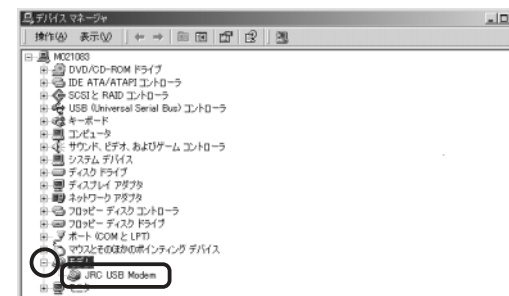 デバイス マネージャ
操作(A) 表示(V)
M021083
DVD/CD-ROM ドライブ
IDE ATA/ATAPI コントローラ
SCSI と RAID コントローラ
USB (Universal Serial Bus) コントローラ
キーボード
コンピュータ
サウンド、ビデオ、およびゲーム コントローラ
システム デバイス
ディスク ドライブ
ディスプレイ アダプタ
ネットワーク アダプタ
フロッピー ディスク コントローラ
フロッピー ディスク ドライブ
ポート (COM と LPT)
マウスとそのほかのポインティング デバイス
モデム
JRC USB Modem
モニタ